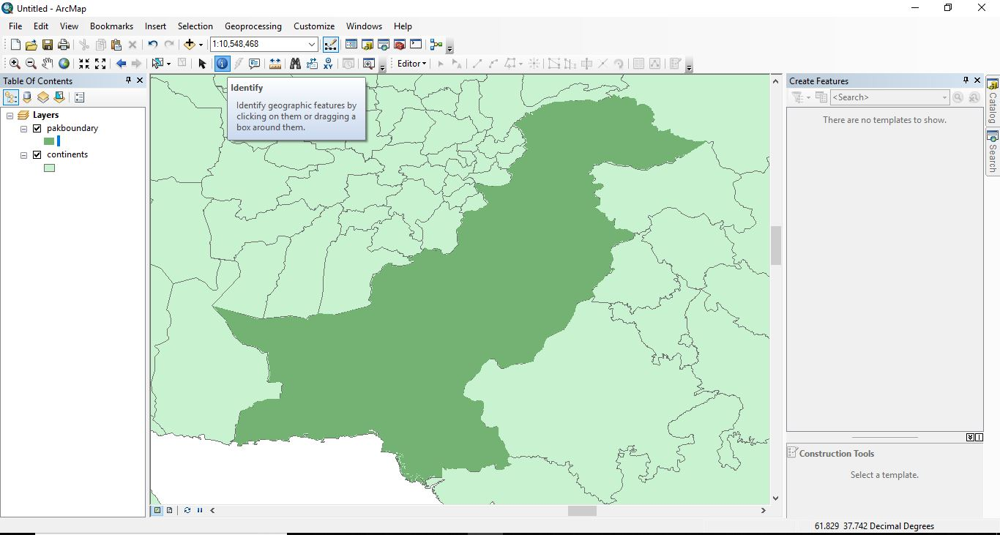 Untitled - ArcMap
File Edit View Bookmarks Insert Selection Geoprocessing Customize Windows Help
1:10,548,468
Editor
Table Of Contents
Layers
pakboundary
continents
Identify
Identify geographic features by
clicking on them or dragging a
box around them.
Create Features
<Search>
There are no templates to show.
Construction Tools
Select a template.
Catalog
Search
61.829 37.742 Decimal Degrees